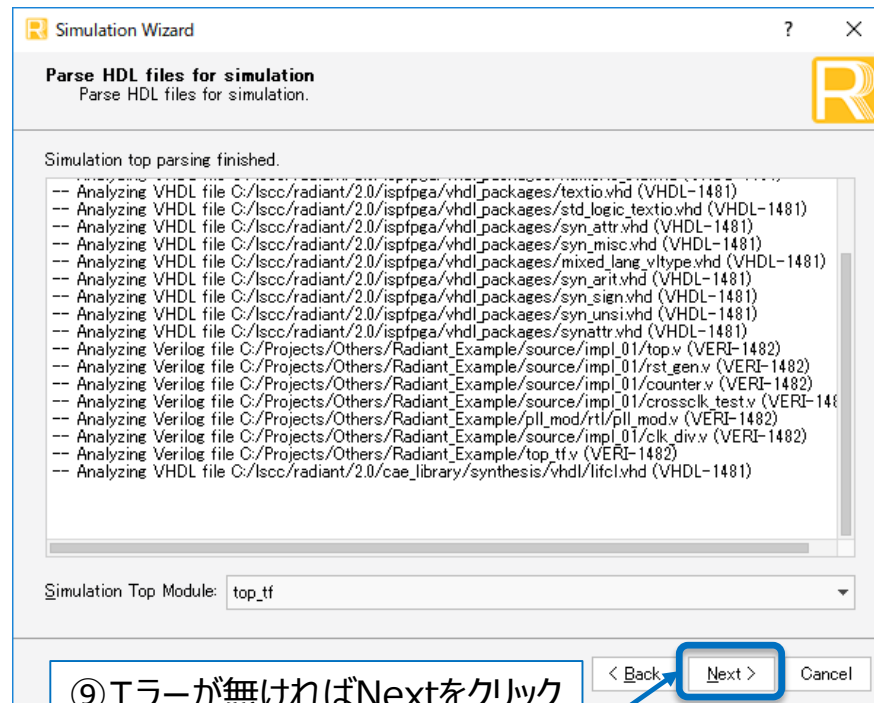 Simulation Wizard
?
Parse HDL files for simulation
Parse HDL files for simulation.
R
Simulation top parsing finished.
-- Analyzing VHDL file C:/lscc/radiant/2.0/ispfpga/vhdl_packages/textio.vhd (VHDL-1481)
-- Analyzing VHDL file C:/lscc/radiant/2.0/ispfpga/vhdl_packages/std_logic_textio.vhd (VHDL-1481)
-- Analyzing VHDL file C:/lscc/radiant/2.0/ispfpga/vhdl_packages/syn_attr.vhd (VHDL-1481)
-- Analyzing VHDL file C:/lscc/radiant/2.0/ispfpga/vhdl_packages/syn_misc.vhd (VHDL-1481)
-- Analyzing VHDL file C:/lscc/radiant/2.0/ispfpga/vhdl_packages/mixed_lang_vltype.vhd (VHDL-1481)
-- Analyzing VHDL file C:/lscc/radiant/2.0/ispfpga/vhdl_packages/syn_arit.vhd (VHDL-1481)
-- Analyzing VHDL file C:/lscc/radiant/2.0/ispfpga/vhdl_packages/syn_sign.vhd (VHDL-1481)
-- Analyzing VHDL file C:/lscc/radiant/2.0/ispfpga/vhdl_packages/syn_unsi.vhd (VHDL-1481)
-- Analyzing VHDL file C:/lscc/radiant/2.0/ispfpga/vhdl_packages/synattr.vhd (VHDL-1481)
-- Analyzing Verilog file C:/Projects/Others/Radiant_Example/source/impl_01/top.v (VERI-1482)
-- Analyzing Verilog file C:/Projects/Others/Radiant_Example/source/impl_01/rst_gen.v (VERI-1482)
-- Analyzing Verilog file C:/Projects/Others/Radiant_Example/source/impl_01/counter.v (VERI-1482)
-- Analyzing Verilog file C:/Projects/Others/Radiant_Example/source/impl_01/crossclk_test.v (VERI-148
-- Analyzing Verilog file C:/Projects/Others/Radiant_Example/pll_mod/rtl/pll_mod.v (VERI-1482)
-- Analyzing Verilog file C:/Projects/Others/Radiant_Example/source/impl_01/clk_div.v (VERI-1482)
-- Analyzing Verilog file C:/Projects/Others/Radiant_Example/top_tf.v (VERI-1482)
-- Analyzing VHDL file C:/lscc/radiant/2.0/cae_library/synthesis/vhdl/lifcl.vhd (VHDL-1481)
Simulation Top Module: top_tf
< Back Next > Cancel
⑨エラーが無ければNextをクリック